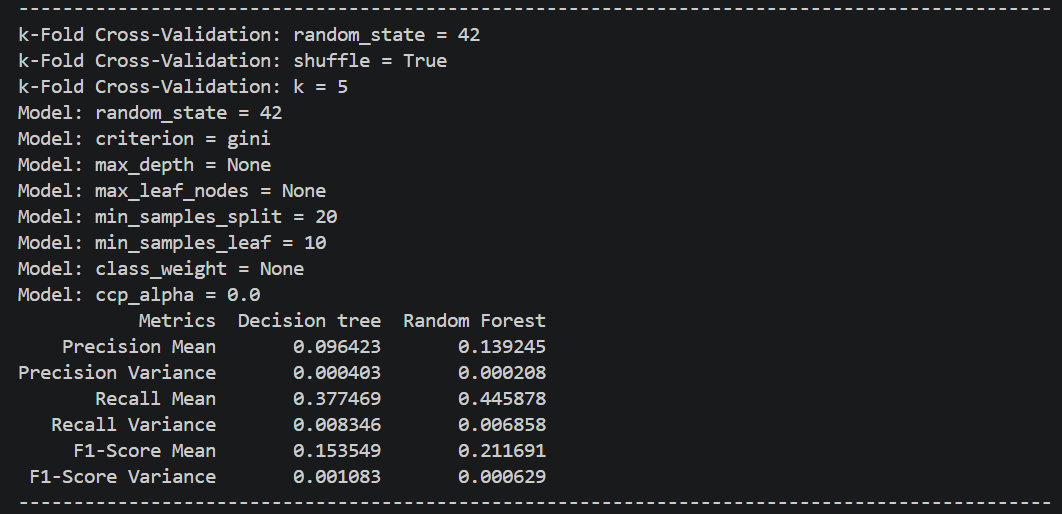 ------------------------------------------------------------------------------------------------
k-Fold Cross-Validation: random_state = 42
k-Fold Cross-Validation: shuffle = True
k-Fold Cross-Validation: k = 5
Model: random_state = 42
Model: criterion = gini
Model: max_depth = None
Model: max_leaf_nodes = None
Model: min_samples_split = 20
Model: min_samples_leaf = 10
Model: class_weight = None
Model: ccp_alpha = 0.0
           Metrics  Decision tree  Random Forest
    Precision Mean       0.096423       0.139245
Precision Variance       0.000403       0.000208
       Recall Mean       0.377469       0.445878
   Recall Variance       0.008346       0.006858
     F1-Score Mean       0.153549       0.211691
 F1-Score Variance       0.001083       0.000629
------------------------------------------------------------------------------------------------